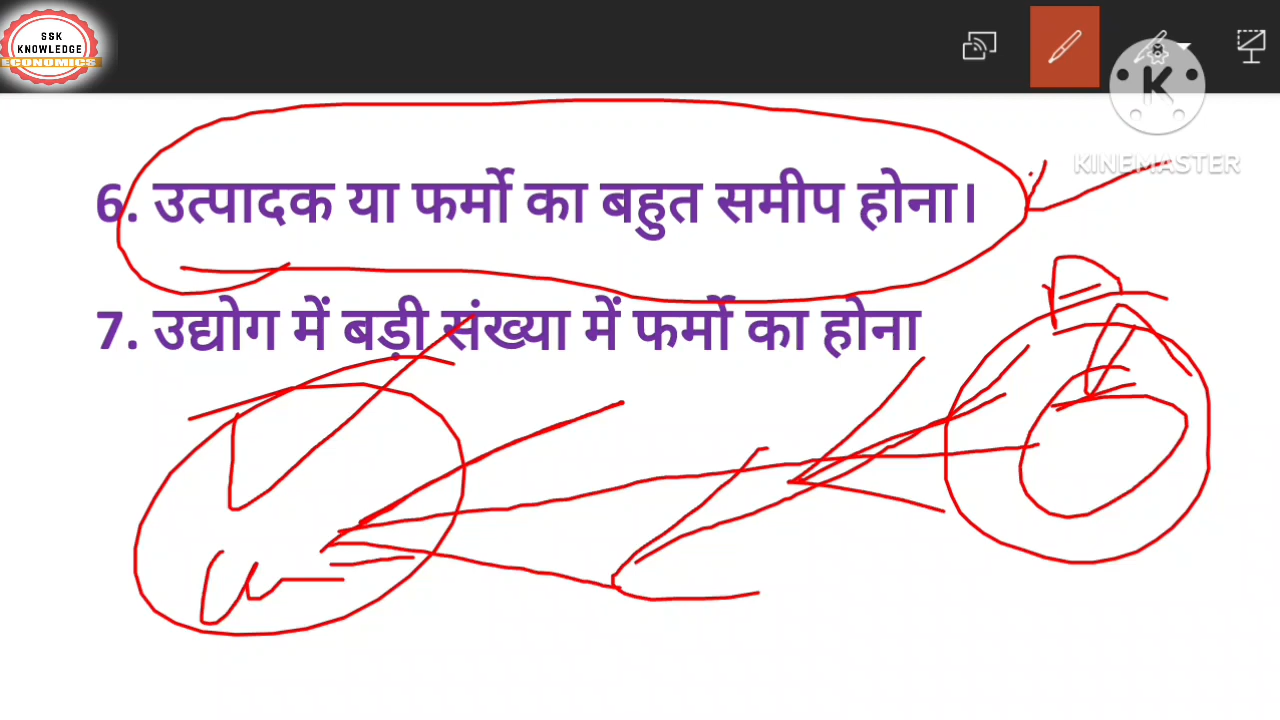 SSK
KNOWLEDGE
ECONOMICS
K
KINEMASTER
6. उत्पादक या फर्मो का बहुत समीप होना।
7. उद्योग में बड़ी संख्या में फर्मो का होना